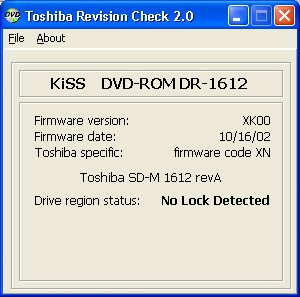 DVD
Toshiba Revision Check 2.0
File About
KiSS DVD-ROM DR-1612
Firmware version: XK00
Firmware date: 10/16/02
Toshiba specific: firmware code XN
Toshiba SD-M 1612 revA
Drive region status: No Lock Detected